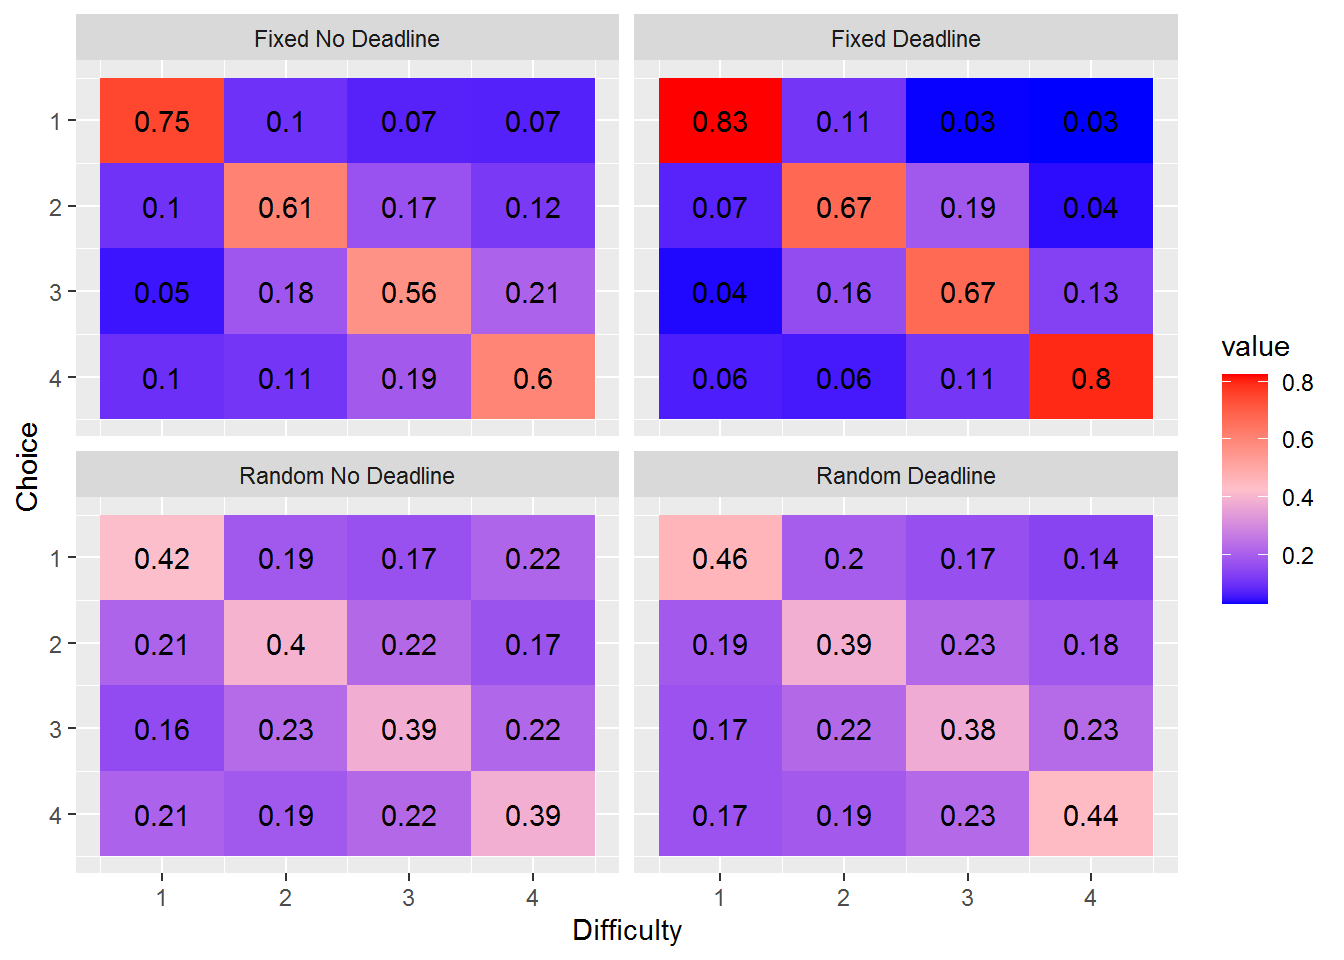 Fixed No Deadline Fixed Deadline
1 0.75 0.1 0.07 0.07 0.83 0.11 0.03 0.03
2 0.1 0.61 0.17 0.12 0.07 0.67 0.19 0.04
3 0.05 0.18 0.56 0.21 0.04 0.16 0.67 0.13
4 0.1 0.11 0.19 0.6 0.06 0.06 0.11 0.8
Random No Deadline Random Deadline
1 0.42 0.19 0.17 0.22 0.46 0.2 0.17 0.14
2 0.21 0.4 0.22 0.17 0.19 0.39 0.23 0.18
3 0.16 0.23 0.39 0.22 0.17 0.22 0.38 0.23
4 0.21 0.19 0.22 0.39 0.17 0.19 0.23 0.44
1 2 3 4 1 2 3 4
Difficulty
Choice
value
0.8
0.6
0.4
0.2